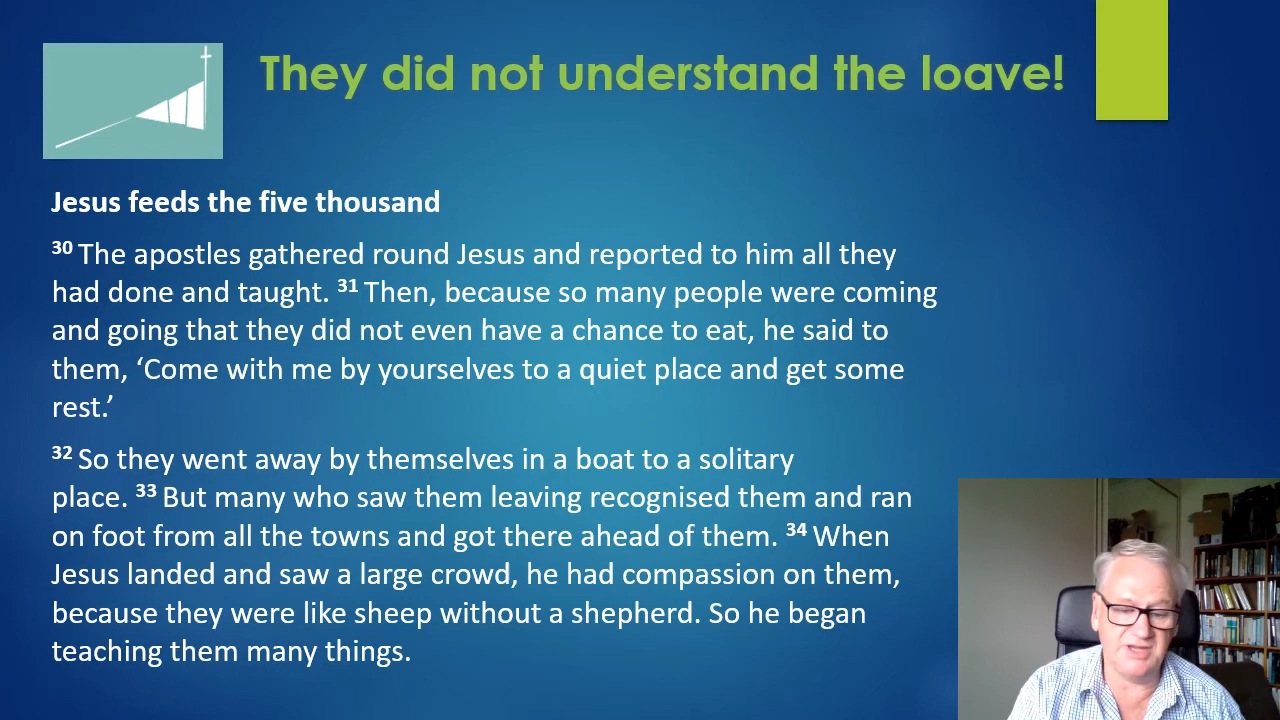 They did not understand the loave!
Jesus feeds the five thousand
30 The apostles gathered round Jesus and reported to him all they
had done and taught. 31 Then, because so many people were coming
and going that they did not even have a chance to eat, he said to
them, ‘Come with me by yourselves to a quiet place and get some
rest.’
32 So they went away by themselves in a boat to a solitary
place. 33 But many who saw them leaving recognised them and ran
on foot from all the towns and got there ahead of them. 34 When
Jesus landed and saw a large crowd, he had compassion on them,
because they were like sheep without a shepherd. So he began
teaching them many things.